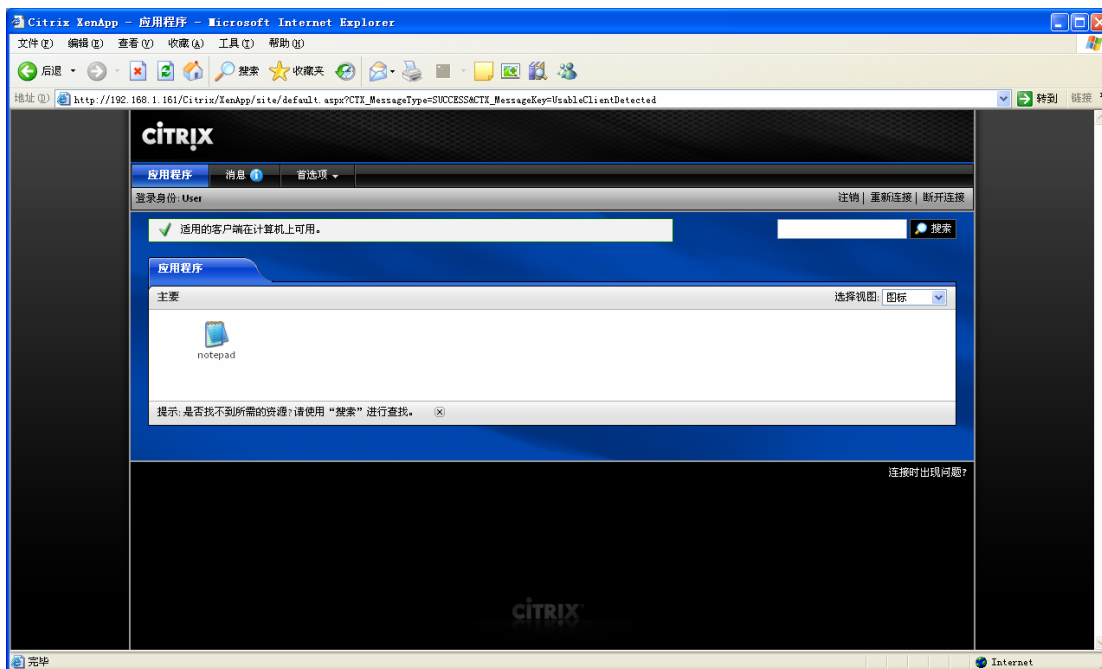 Citrix XenApp - 应用程序 - Microsoft Internet Explorer
文件(F) 编辑(E) 查看(V) 收藏(A) 工具(T) 帮助(H)
后退 搜索 收藏夹
地址(D) http://192.168.1.161/Citrix/XenApp/site/default.aspx?CTX_MessageType=SUCCESS&CTX_MessageKey=UsableClientDetected 转到 链接
CITRIX
应用程序 消息 首选项
登录身份: User 注销 | 重新连接 | 断开连接
适用的客户端在计算机上可用。 搜索
应用程序
主要 选择视图: 图标
notepad
提示: 是否找不到所需的资源?请使用“搜索”进行查找。
连接时出现问题?
CITRIX
完毕 Internet